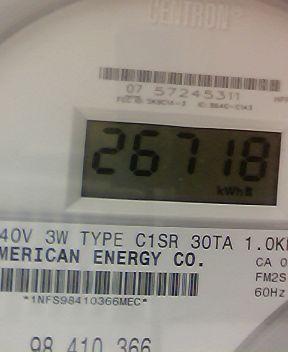 CENTRON
07 57245311
26718
kWh
40V 3W TYPE C1SR 30TA 1.0K
MERICAN ENERGY CO.
CA 0
FM2S
60Hz
*1NFS98410366MEC*
98 410 366